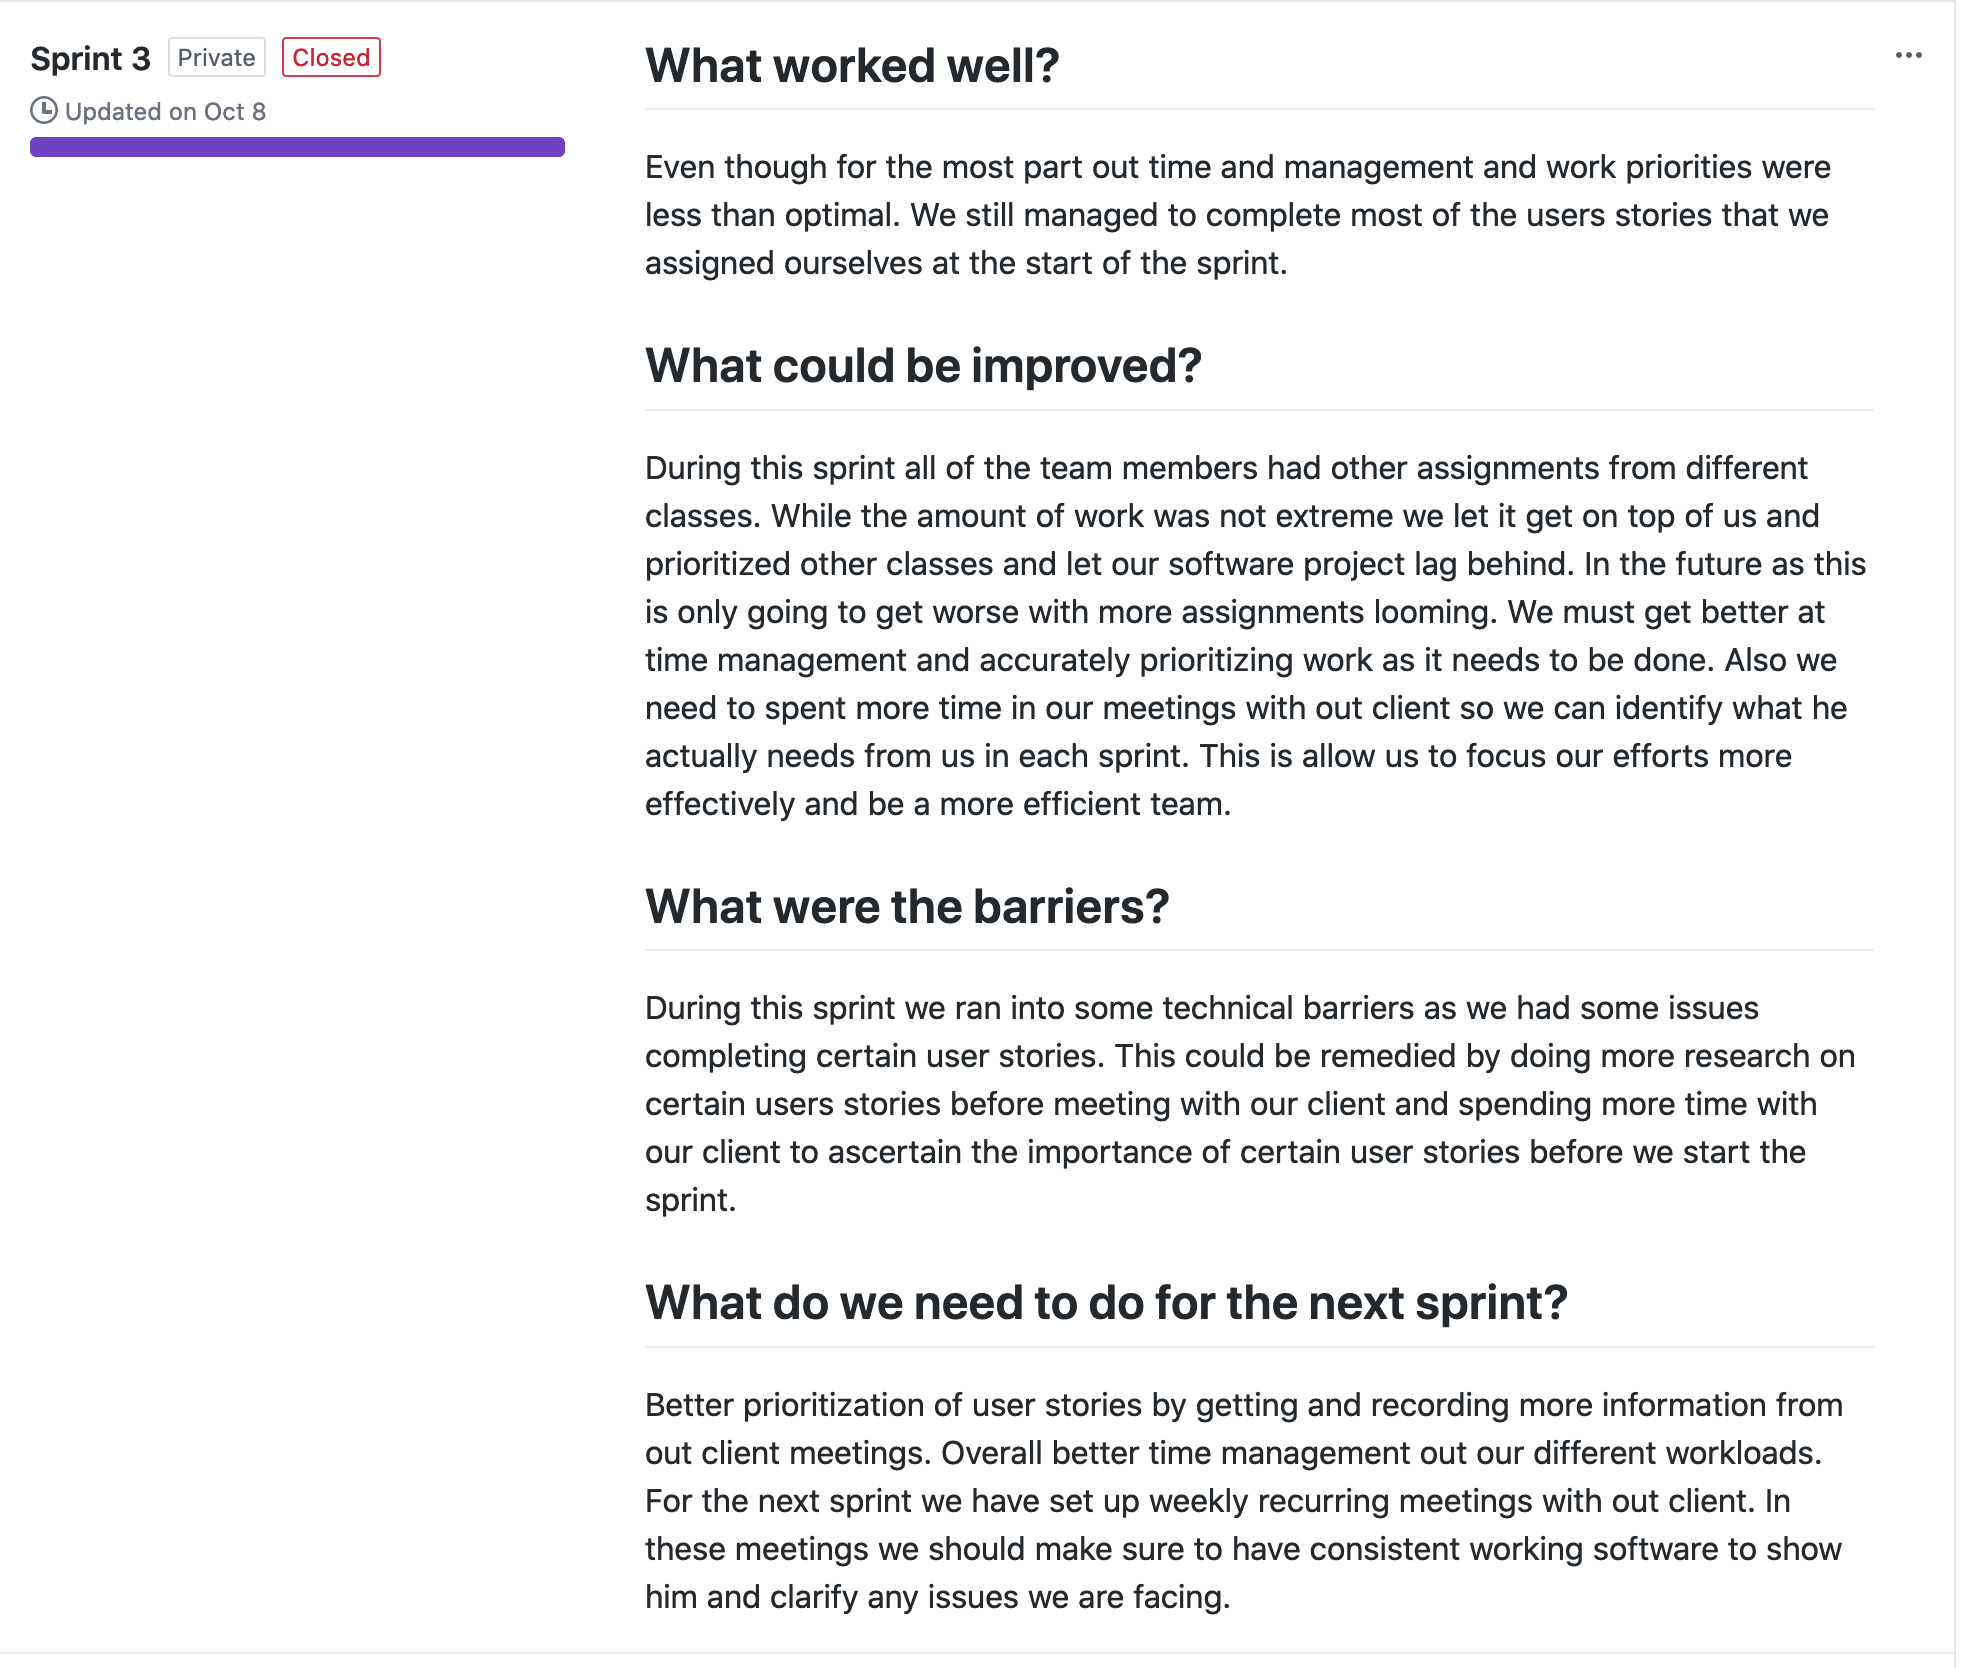 Sprint 3 Private Closed
Updated on Oct 8
What worked well?
Even though for the most part out time and management and work priorities were
less than optimal. We still managed to complete most of the users stories that we
assigned ourselves at the start of the sprint.
What could be improved?
During this sprint all of the team members had other assignments from different
classes. While the amount of work was not extreme we let it get on top of us and
prioritized other classes and let our software project lag behind. In the future as this
is only going to get worse with more assignments looming. We must get better at
time management and accurately prioritizing work as it needs to be done. Also we
need to spent more time in our meetings with out client so we can identify what he
actually needs from us in each sprint. This is allow us to focus our efforts more
effectively and be a more efficient team.
What were the barriers?
During this sprint we ran into some technical barriers as we had some issues
completing certain user stories. This could be remedied by doing more research on
certain users stories before meeting with our client and spending more time with
our client to ascertain the importance of certain user stories before we start the
sprint.
What do we need to do for the next sprint?
Better prioritization of user stories by getting and recording more information from
out client meetings. Overall better time management out our different workloads.
For the next sprint we have set up weekly recurring meetings with out client. In
these meetings we should make sure to have consistent working software to show
him and clarify any issues we are facing.